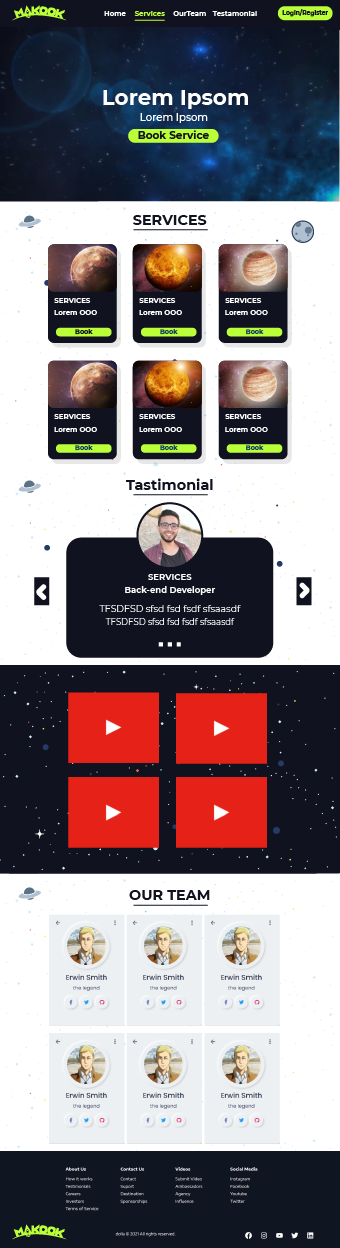 MAKOOK
Home Services OurTeam Testamonial
Login/Register
Lorem Ipsom
Lorem Ipsom
Book Service
SERVICES
SERVICES
Lorem OOO
Book
SERVICES
Lorem OOO
Book
SERVICES
Lorem OOO
Book
SERVICES
Lorem OOO
Book
SERVICES
Lorem OOO
Book
SERVICES
Lorem OOO
Book
Tastimonial
SERVICES
Back-end Developer
TFSDFSD sfsd fsd fsdf sfsaasdf
TFSDFSD sfsd fsd fsdf sfsaasdf
OUR TEAM
Erwin Smith
the legend
Erwin Smith
the legend
Erwin Smith
the legend
Erwin Smith
the legend
Erwin Smith
the legend
Erwin Smith
the legend
About Us
How it works
Testimonials
Careers
Investors
Terms of Service
Contact Us
Contact
Suport
Destination
Sponsorships
Videos
Submit Video
Ambassadors
Agency
Influence
Social Media
Instagram
Facebook
Youtube
Twitter
MAKOOK
dolla © 2021 All rights reserved.